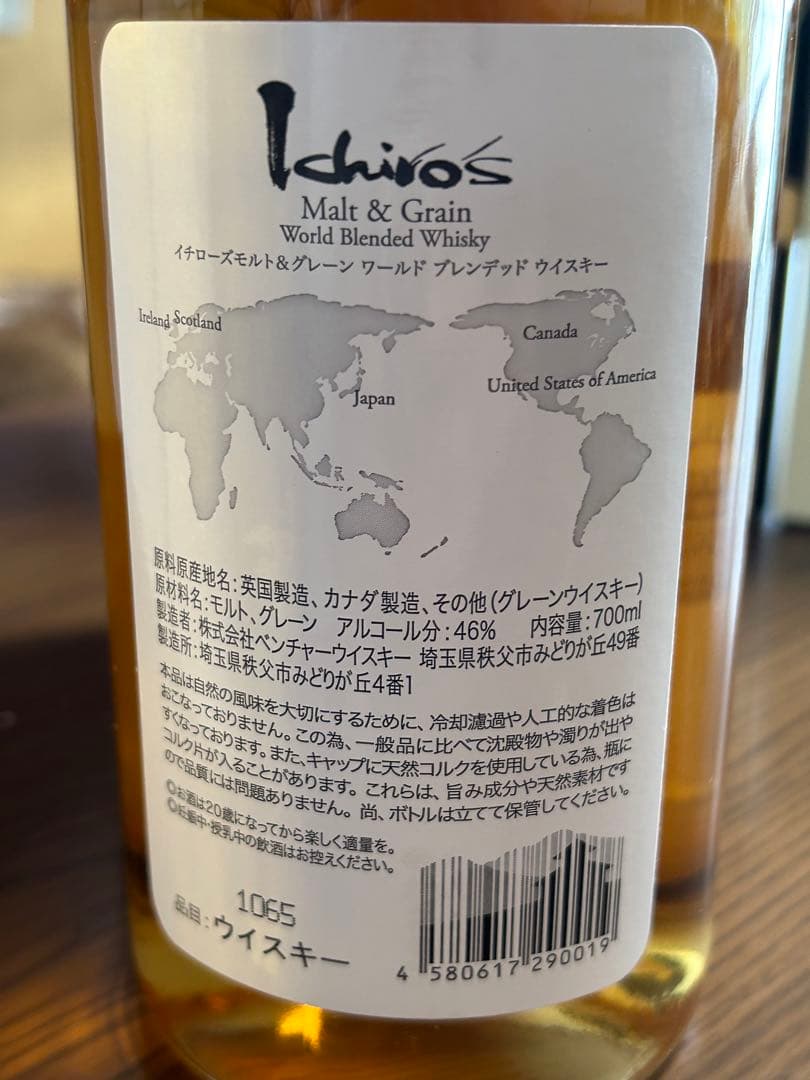 Ichiro's
Malt & Grain
World Blended Whisky
イチローズモルト＆グレーン ワールド ブレンデッド ウイスキー
Ireland Scotland
Canada
United States of America
Japan
原料原産地名：英国製造、カナダ製造、その他（グレーンウイスキー）
原材料名：モルト、グレーン アルコール分：46% 内容量：700ml
製造者：株式会社ベンチャーウイスキー 埼玉県秩父市みどりが丘49番
製造所：埼玉県秩父市みどりが丘4番1
本品は自然の風味を大切にするために、冷却濾過や人工的な着色は
おこなっておりません。この為、一般品に比べて沈殿物や濁りが出や
すくなっております。また、キャップに天然コルクを使用している為、瓶に
コルク片が入ることがあります。これらは、旨み成分や天然素材です
ので品質には問題ありません。尚、ボトルは立てて保管してください。
◎お酒は20歳になってから楽しく適量を。
◎妊娠中・授乳中の飲酒はお控えください。
1065
品目：ウイスキー
4 580617 290019